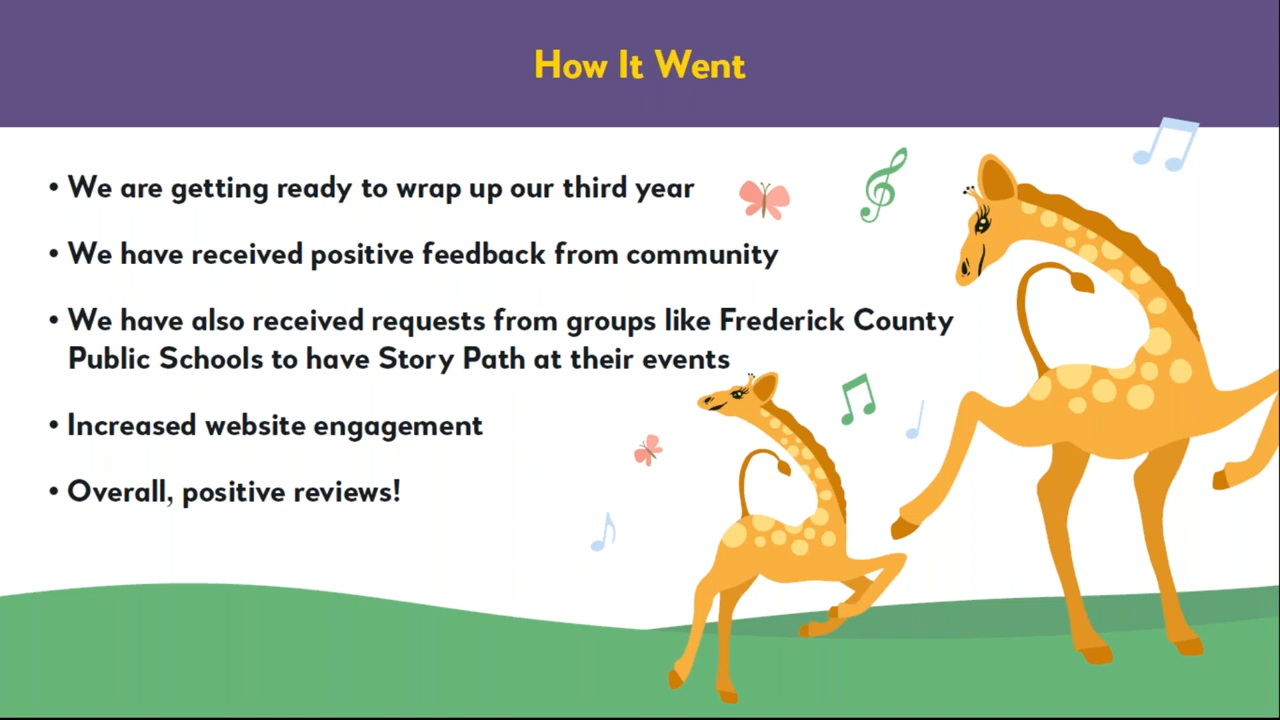 How It Went
• We are getting ready to wrap up our third year
• We have received positive feedback from community
• We have also received requests from groups like Frederick County
Public Schools to have Story Path at their events
• Increased website engagement
• Overall, positive reviews!